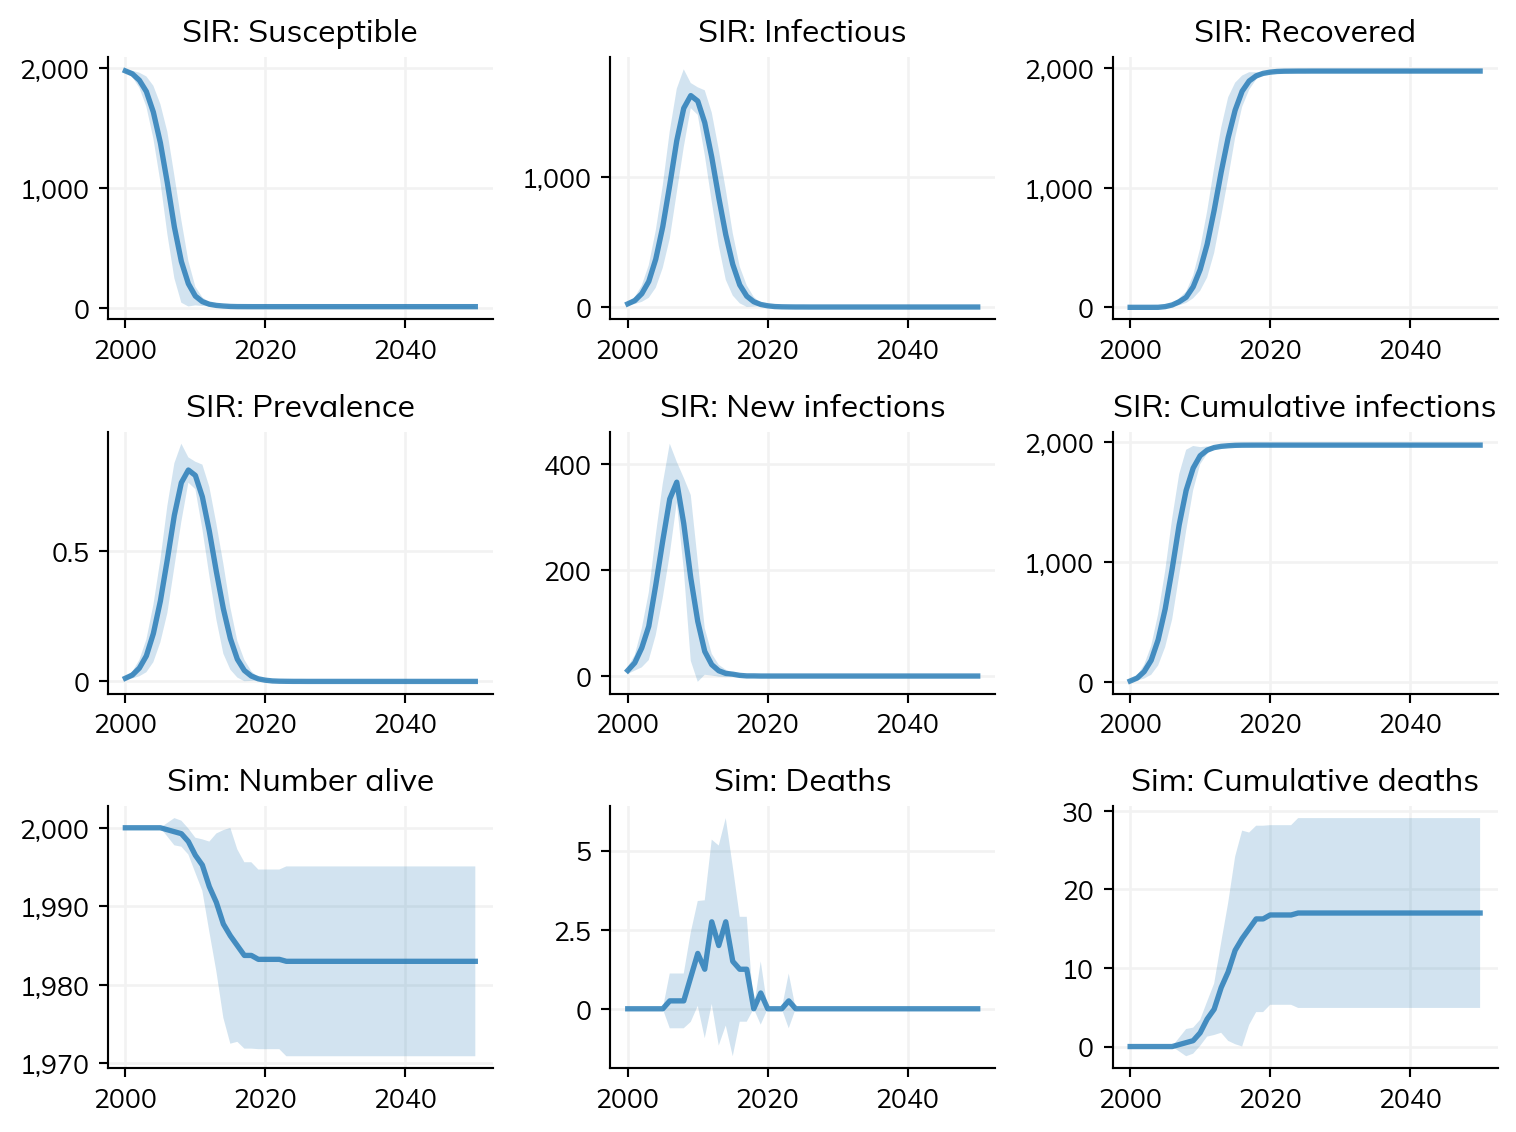 SIR: Susceptible
SIR: Infectious
SIR: Recovered
2,000
1,000
0
2000 2020 2040
1,000
0
2000 2020 2040
2,000
1,000
0
2000 2020 2040
SIR: Prevalence
SIR: New infections
SIR: Cumulative infections
0.5
0
2000 2020 2040
400
200
0
2000 2020 2040
2,000
1,000
0
2000 2020 2040
Sim: Number alive
Sim: Deaths
Sim: Cumulative deaths
2,000
1,990
1,980
1,970
2000 2020 2040
5
2.5
0
2000 2020 2040
30
20
10
0
2000 2020 2040